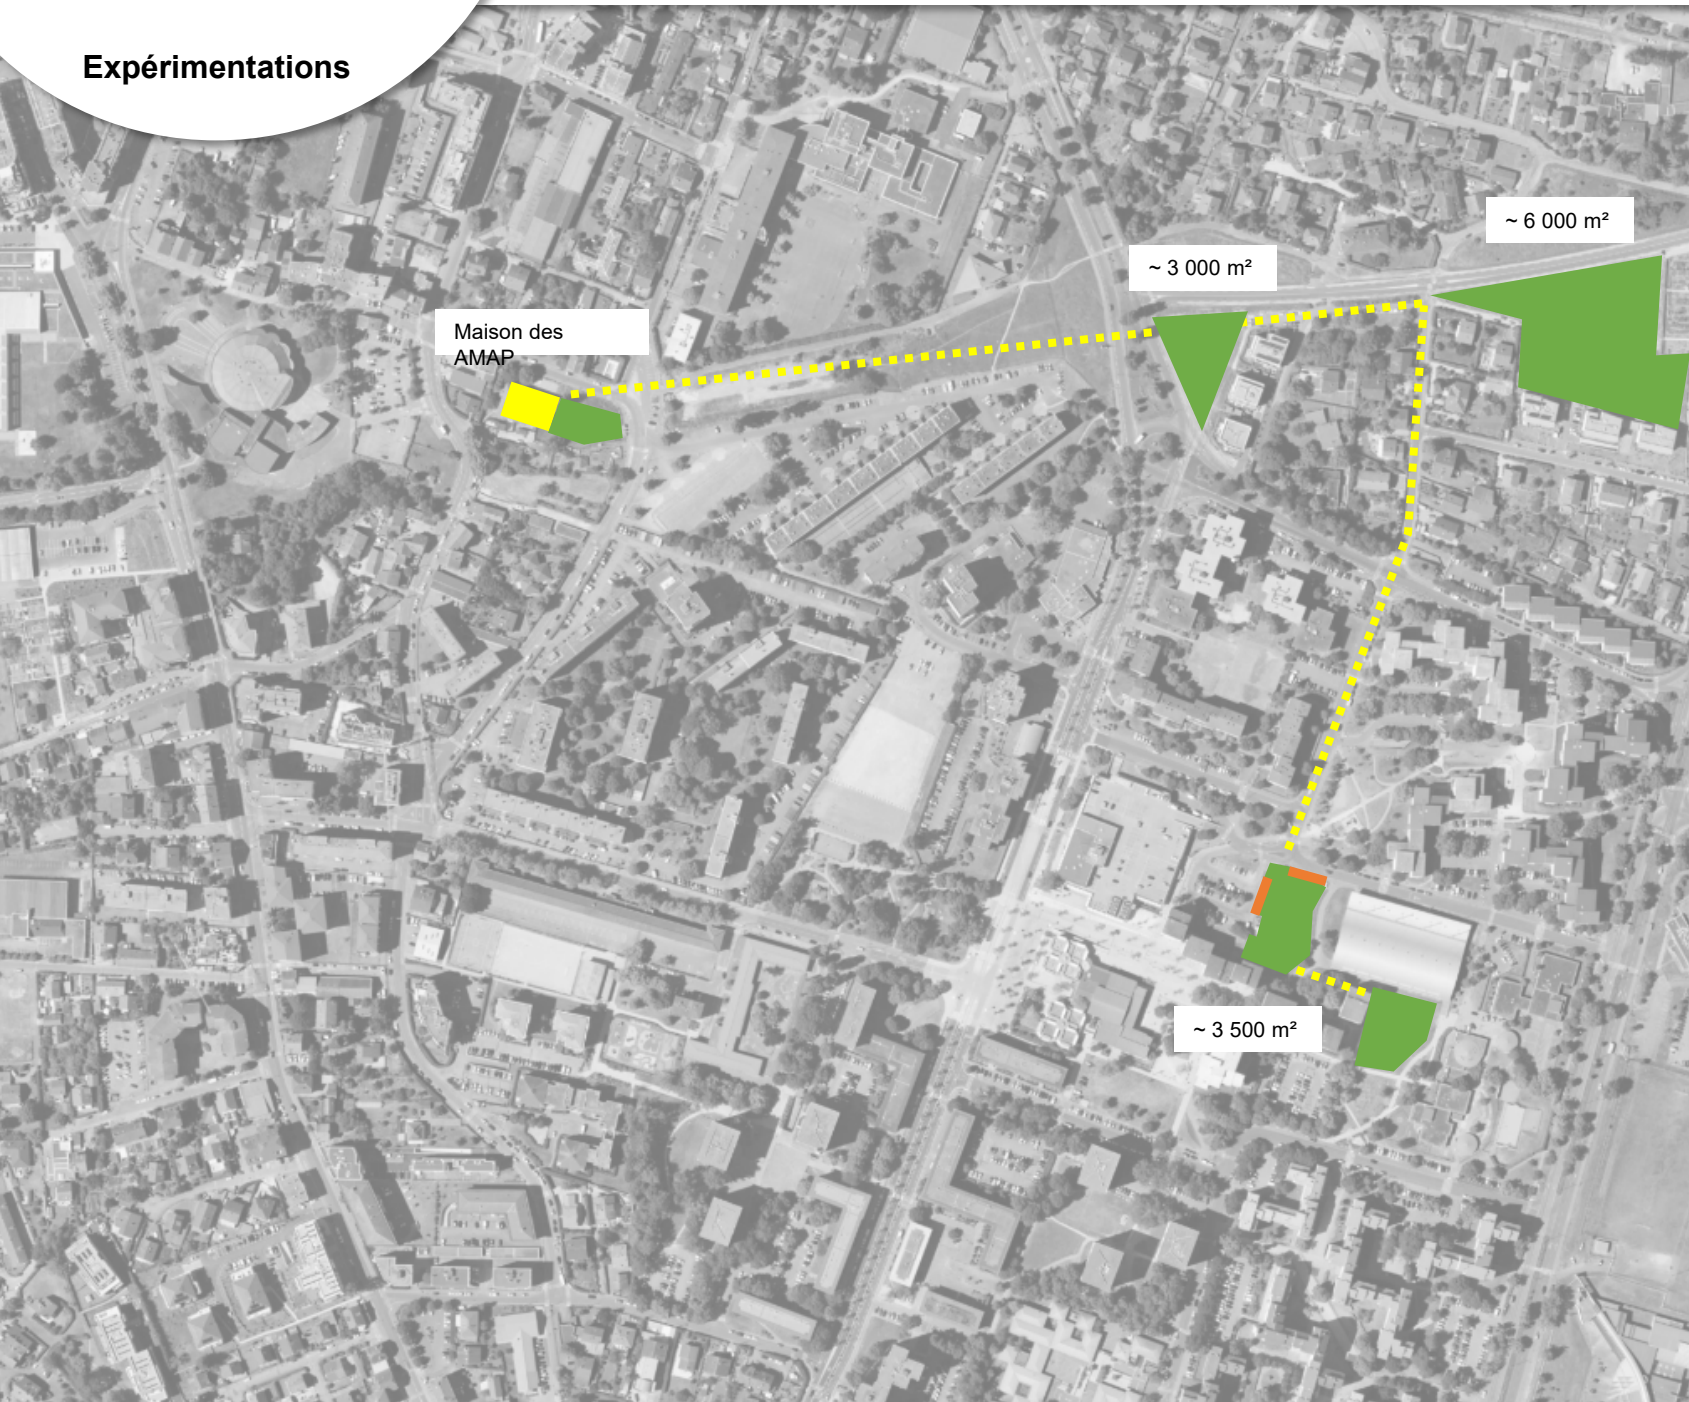 Expérimentations
~ 6 000 m²
~ 3 000 m²
Maison des
AMAP
~ 3 500 m²